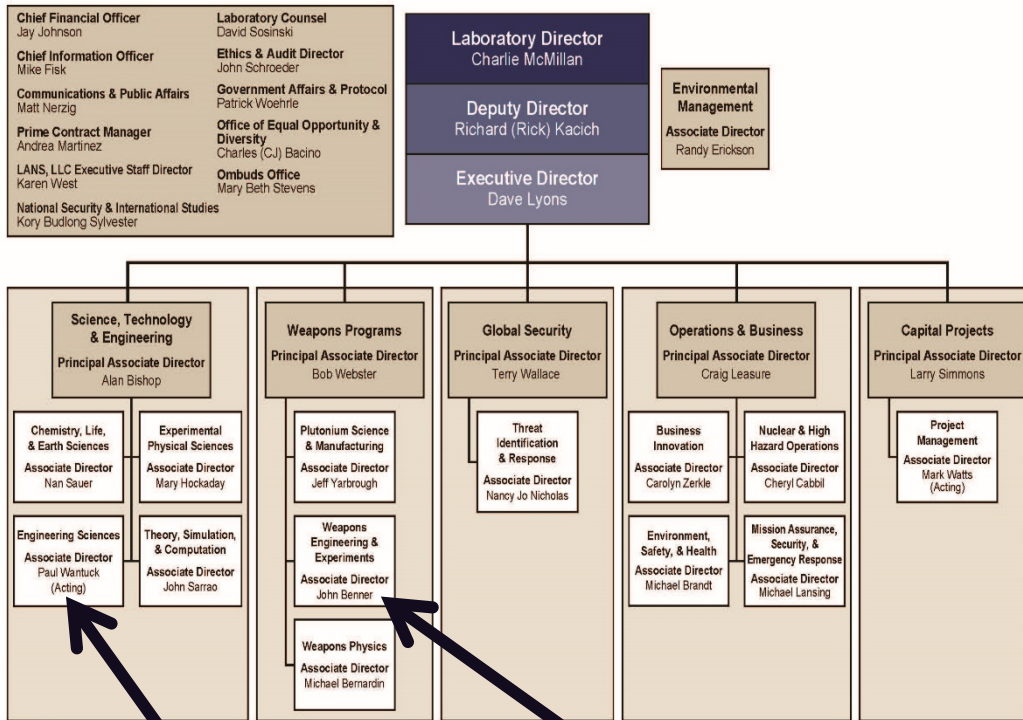 Chief Financial Officer
Jay Johnson
Chief Information Officer
Mike Fisk
Communications & Public Affairs
Matt Nerzig
Prime Contract Manager
Andrea Martinez
LANS, LLC Executive Staff Director
Karen West
National Security & International Studies
Kory Budlong Sylvester
Laboratory Counsel
David Sosinski
Ethics & Audit Director
John Schroeder
Government Affairs & Protocol
Patrick Woehrle
Office of Equal Opportunity &
Diversity
Charles (CJ) Bacino
Ombuds Office
Mary Beth Stevens
Laboratory Director
Charlie McMillan
Deputy Director
Richard (Rick) Kacich
Executive Director
Dave Lyons
Environmental
Management
Associate Director
Randy Erickson
Science, Technology
& Engineering
Principal Associate Director
Alan Bishop
Chemistry, Life,
& Earth Sciences
Associate Director
Nan Sauer
Experimental
Physical Sciences
Associate Director
Mary Hockaday
Engineering Sciences
Associate Director
Paul Wantuck
(Acting)
Theory, Simulation,
& Computation
Associate Director
John Sarrao
Weapons Programs
Principal Associate Director
Bob Webster
Plutonium Science
& Manufacturing
Associate Director
Jeff Yarbrough
Weapons
Engineering &
Experiments
Associate Director
John Benner
Weapons Physics
Associate Director
Michael Bernardin
Global Security
Principal Associate Director
Terry Wallace
Threat
Identification
& Response
Associate Director
Nancy Jo Nicholas
Operations & Business
Principal Associate Director
Craig Leasure
Business
Innovation
Associate Director
Carolyn Zerkle
Nuclear & High
Hazard Operations
Associate Director
Cheryl Cabbil
Environment,
Safety, & Health
Associate Director
Michael Brandt
Mission Assurance,
Security, &
Emergency Response
Associate Director
Michael Lansing
Capital Projects
Principal Associate Director
Larry Simmons
Project
Management
Associate Director
Mark Watts
(Acting)